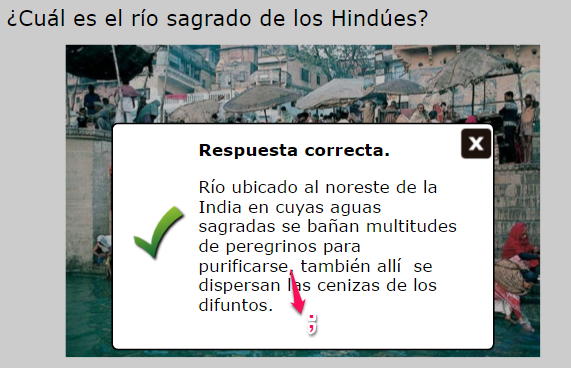 ¿Cuál es el río sagrado de los Hindúes?
X
Respuesta correcta.
Río ubicado al noreste de la
India en cuyas aguas
sagradas se bañan multitudes
de peregrinos para
purificarse, también allí  se
dispersan las cenizas de los
difuntos.
;